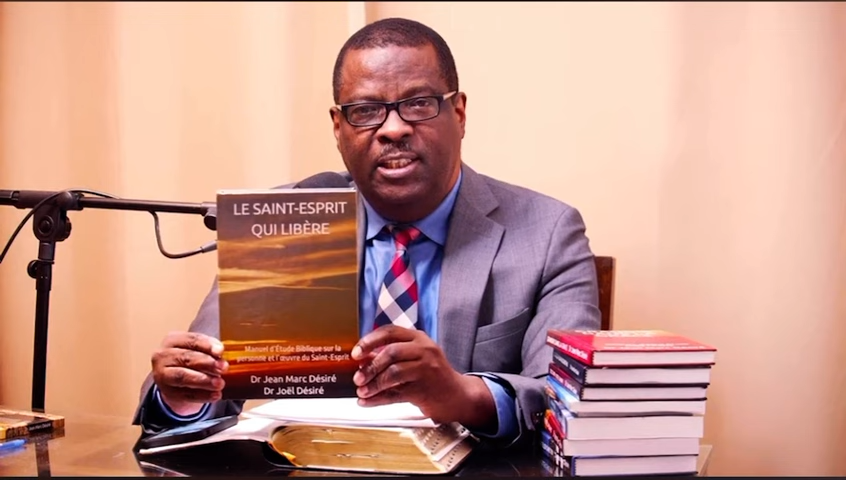 LE SAINT-ESPRIT
QUI LIBÈRE
Manuel d'Étude Biblique sur la
personne et l'œuvre du Saint-Esprit
Dr Jean Marc Désiré
Dr Joël Désiré